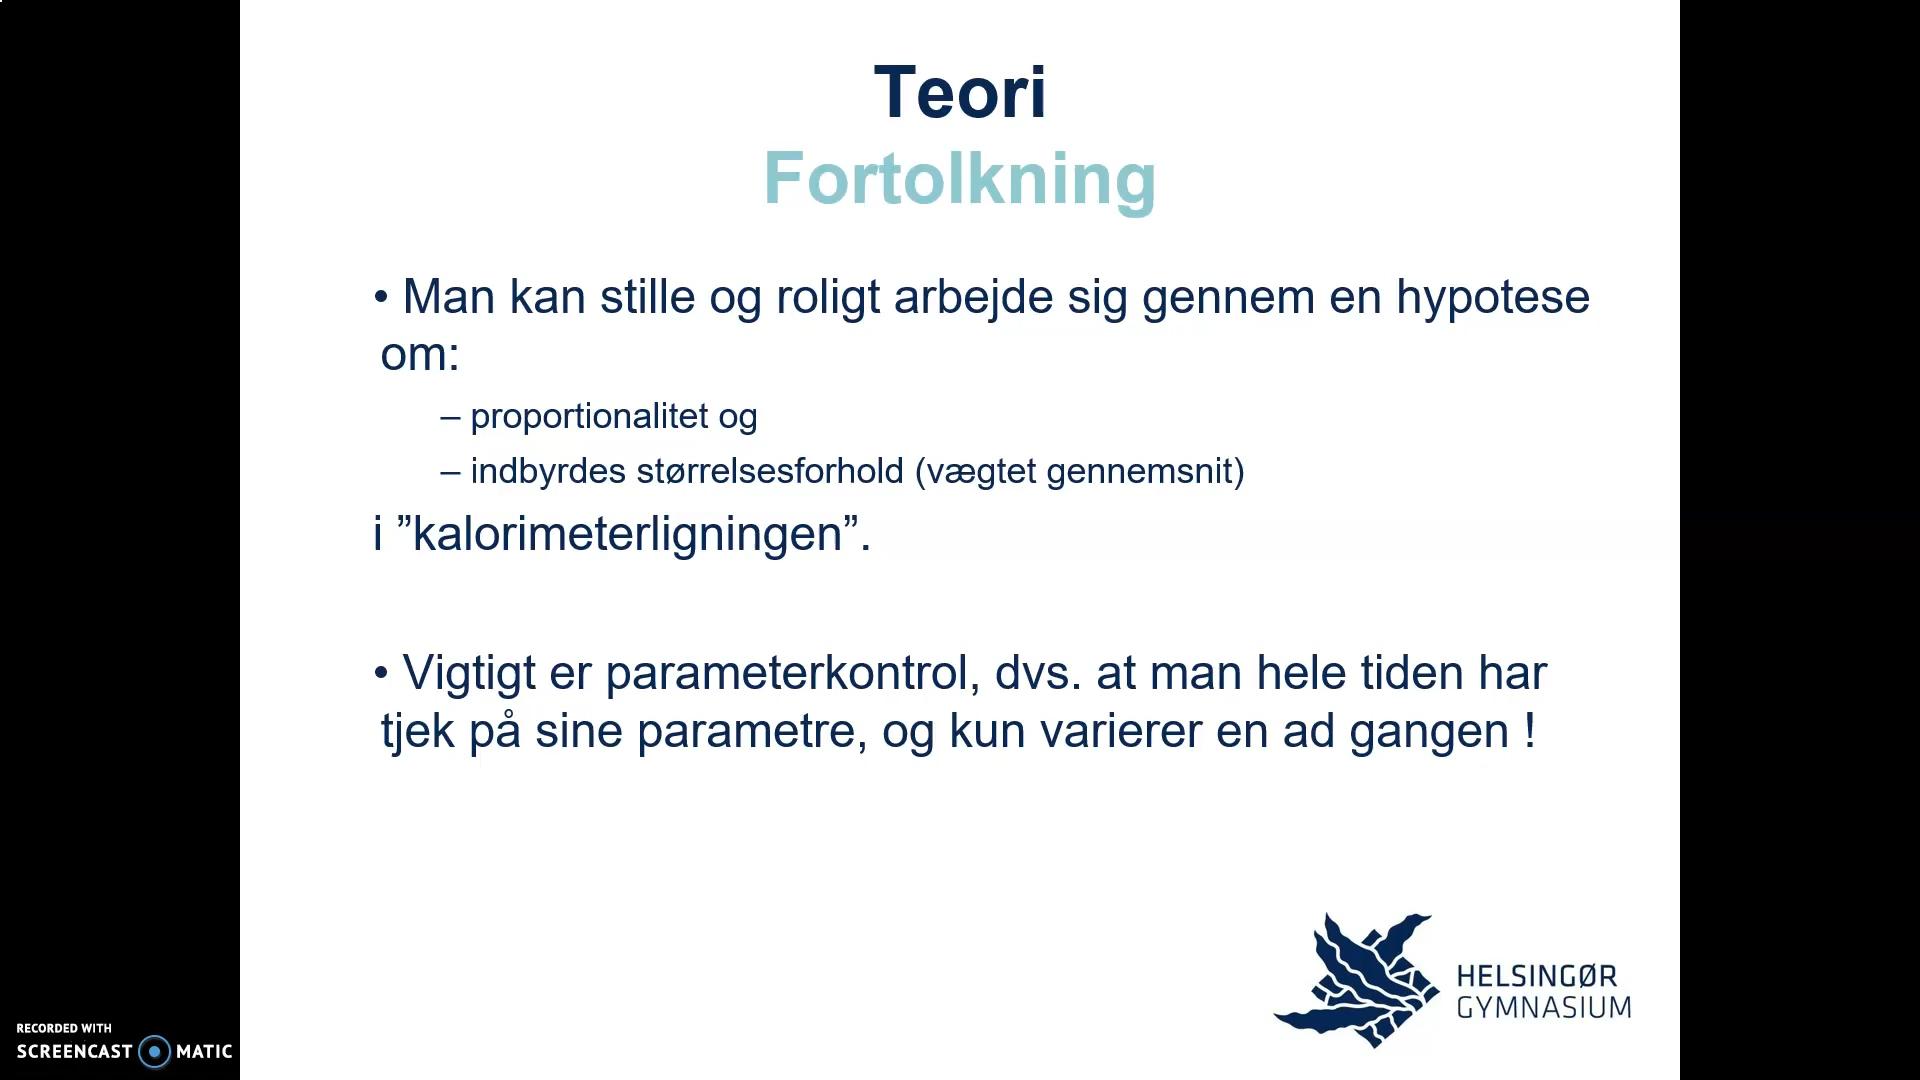 Teori
Fortolkning
• Man kan stille og roligt arbejde sig gennem en hypotese
om:
– proportionalitet og
– indbyrdes størrelsesforhold (vægtet gennemsnit)
i ”kalorimeterligningen”.
• Vigtigt er parameterkontrol, dvs. at man hele tiden har
tjek på sine parametre, og kun varierer en ad gangen !
HELSINGØR
GYMNASIUM
RECORDED WITH
SCREENCAST MATIC